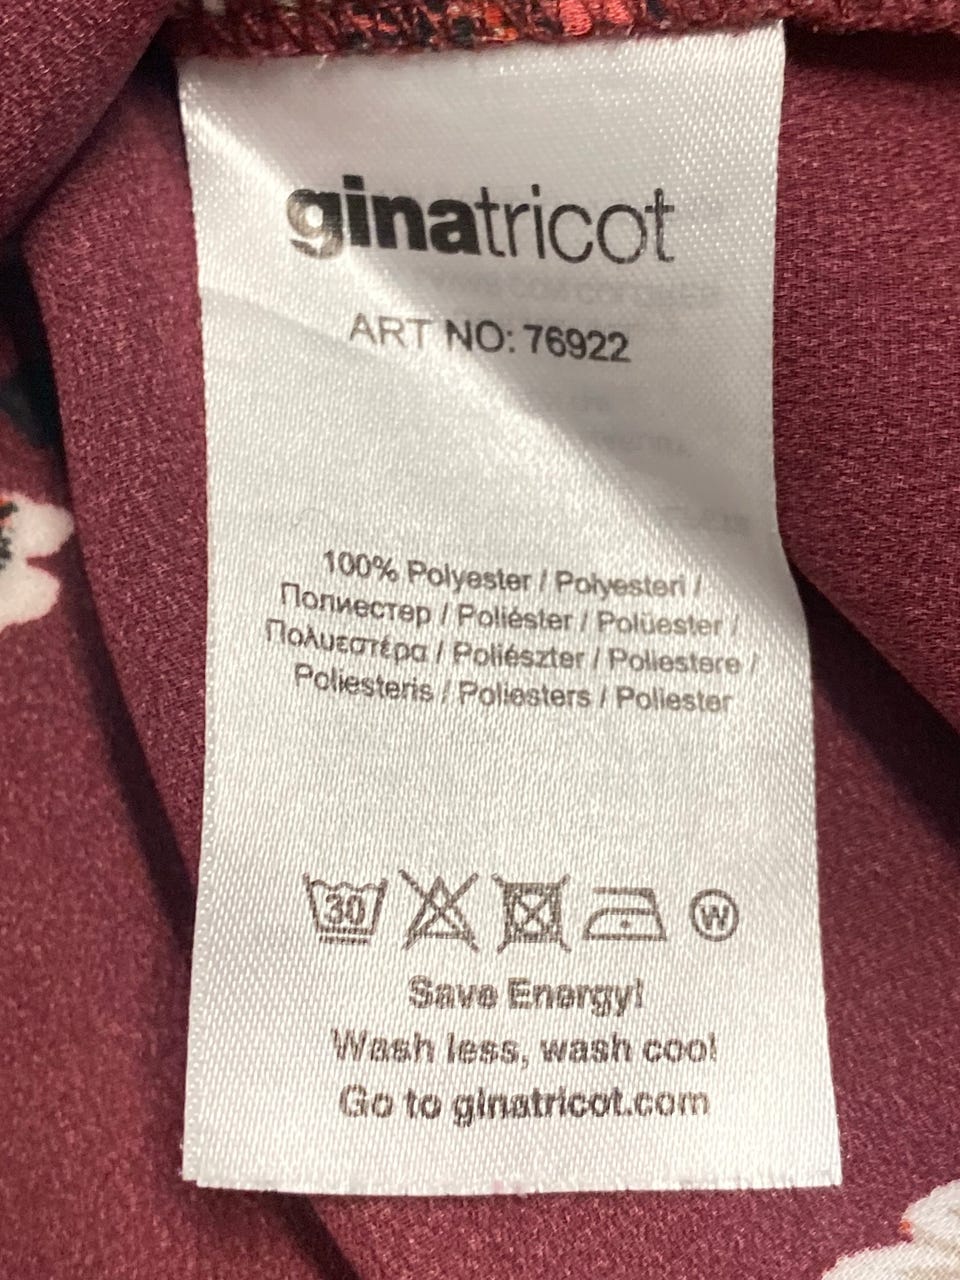 ginatricot
ART NO: 76922
100% Polyester / Polyesteri /
Полиестер / Poliéster / Polüester /
Πολυεστέρα / Poliészter / Poliestere /
Poliesteris / Poliesters / Poliester
30
W
Save Energy!
Wash less, wash cool
Go to ginatricot.com